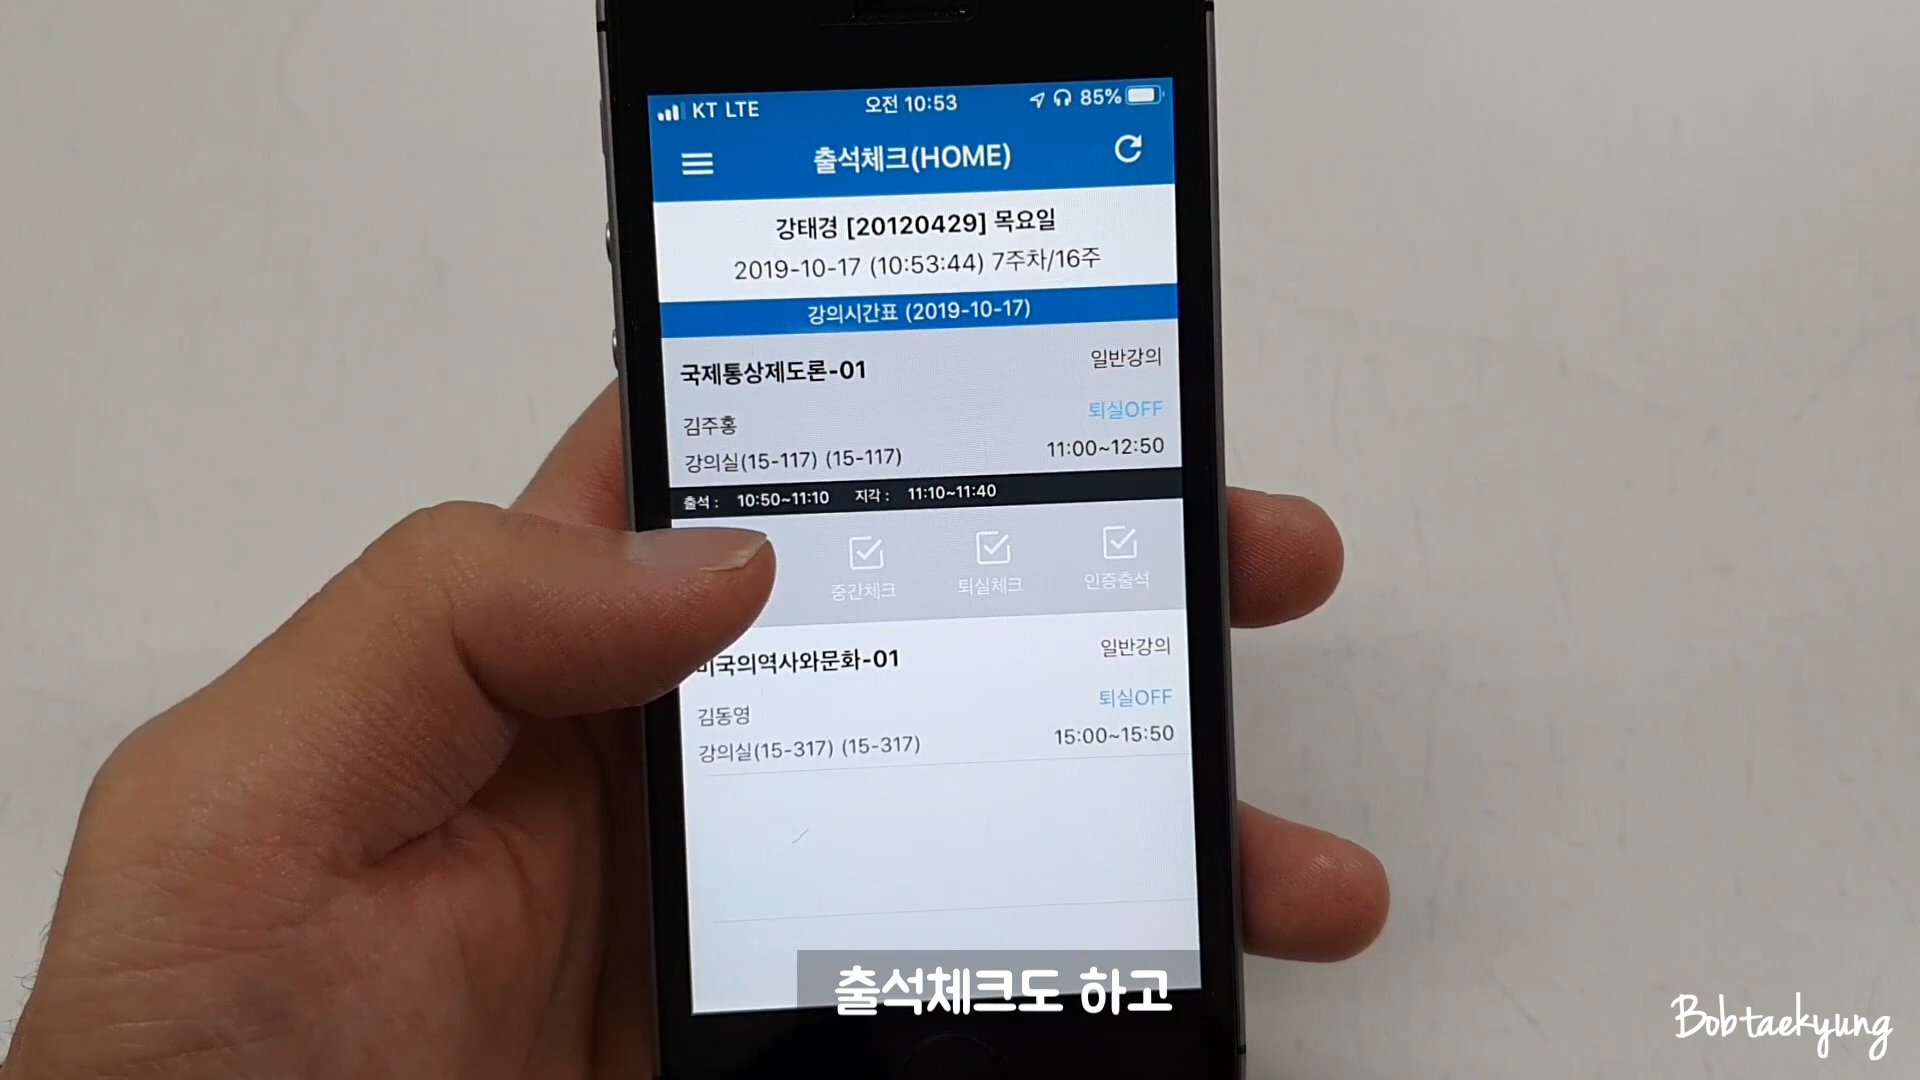 KT LTE 오전 10:53 85%
출석체크(HOME)
강태경 [20120429] 목요일
2019-10-17 (10:53:44) 7주차/16주
강의시간표 (2019-10-17)
국제통상제도론-01 일반강의
김주홍 퇴실OFF
강의실(15-117) (15-117) 11:00~12:50
출석 : 10:50~11:10 지각 : 11:10~11:40
중간체크 퇴실체크 인증출석
미국의역사와문화-01 일반강의
김동영 퇴실OFF
강의실(15-317) (15-317) 15:00~15:50
출석체크도 하고
Bobtaekyung